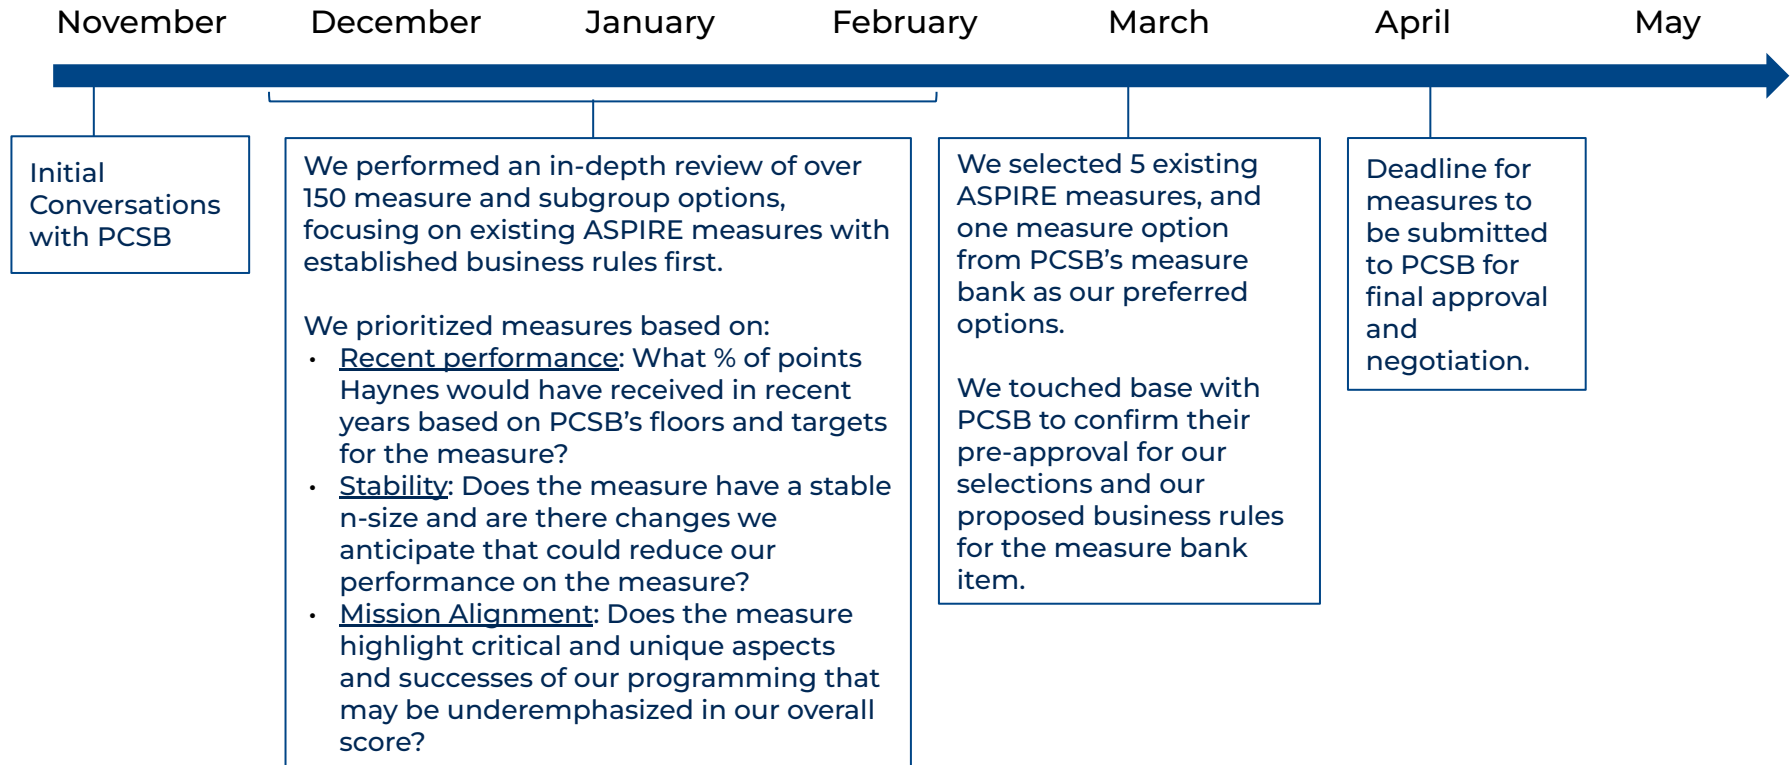 November December January February March April May
Initial
Conversations
with PCSB
We performed an in-depth review of over
150 measure and subgroup options,
focusing on existing ASPIRE measures with
established business rules first.
We prioritized measures based on:
• Recent performance: What % of points
Haynes would have received in recent
years based on PCSB’s floors and targets
for the measure?
• Stability: Does the measure have a stable
n-size and are there changes we
anticipate that could reduce our
performance on the measure?
• Mission Alignment: Does the measure
highlight critical and unique aspects
and successes of our programming that
may be underemphasized in our overall
score?
We selected 5 existing
ASPIRE measures, and
one measure option
from PCSB’s measure
bank as our preferred
options.
We touched base with
PCSB to confirm their
pre-approval for our
selections and our
proposed business rules
for the measure bank
item.
Deadline for
measures to
be submitted
to PCSB for
final approval
and
negotiation.